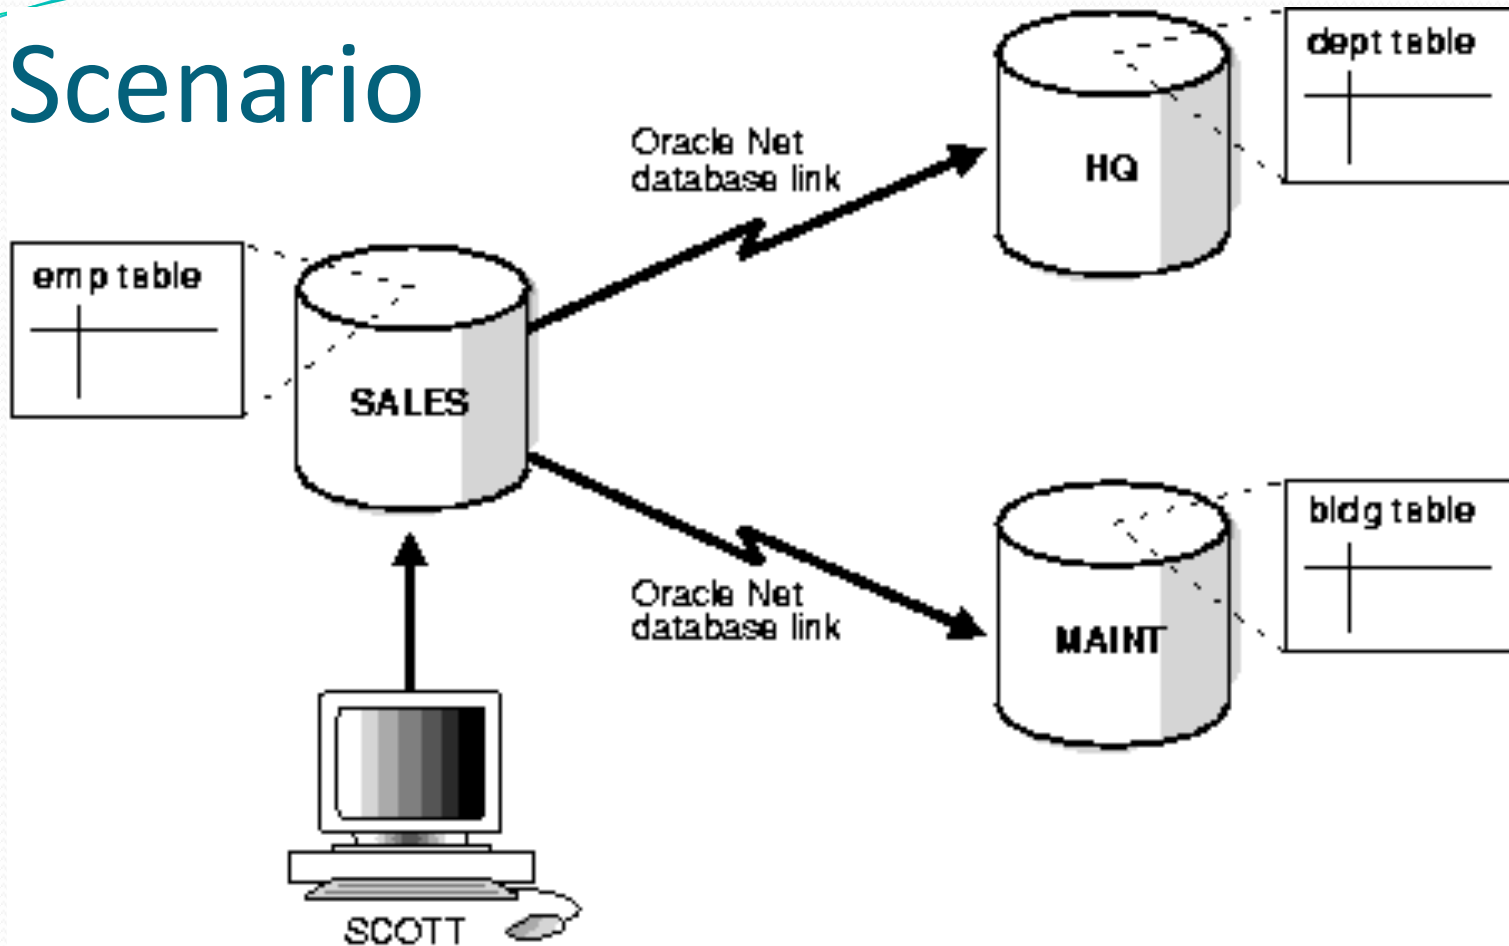 Scenario
dept table
Oracle Net
database link
HQ
emp table
SALES
bldg table
Oracle Net
database link
MAINT
SCOTT